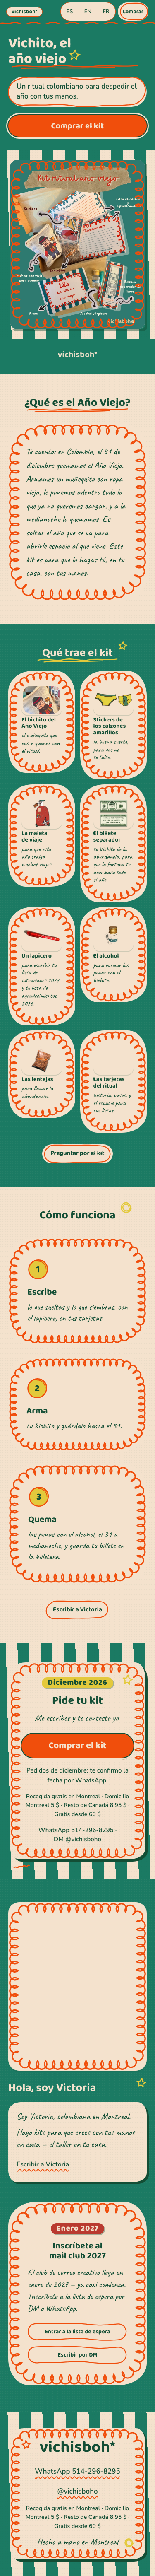 vichisboh*
ES EN FR
Comprar
Vichito, el
año viejo
Un ritual colombiano para despedir el
año con tus manos.
Comprar el kit
Kit Ritual año viejo
vichisboh*
¿Qué es el Año Viejo?
Te cuento: en Colombia, el 31 de
diciembre quemamos el Año Viejo.
Armamos un muñequito con ropa
vieja, le ponemos adentro todo lo
que ya no queremos cargar, y a la
medianoche lo quemamos. Es
soltar el año que se va para
abrirle espacio al que viene. Este
kit es para que lo hagas tú, en tu
casa, con tus manos.
Qué trae el kit
El bichito del
Año Viejo
el muñequito que
vas a quemar con
el ritual.
Stickers de
los calzones
amarillos
la buena suerte,
para que no
te falte.
La maleta
de viaje
para que este
año traiga
muchos viajes.
El billete
separador
tu Vichito de la
abundancia, para
que la fortuna te
acompañe todo
el año
Un lapicero
para escribir tu
lista de
intenciones 2027
y tu lista de
agradecimientos
2026.
El alcohol
para quemar las
penas con el
bichito.
Las lentejas
para llamar la
abundancia.
Las tarjetas
del ritual
historia, pasos, y
el espacio para
tus listas.
Preguntar por el kit
Cómo funciona
1
Escribe
lo que sueltas y lo que siembras, con
el lapicero, en tus tarjetas.
2
Arma
tu bichito y guárdalo hasta el 31.
3
Quema
las penas con el alcohol, el 31 a
medianoche, y guarda tu billete en
la billetera.
Escribir a Victoria
Diciembre 2026
Pide tu kit
Me escribes y te contesto yo.
Comprar el kit
Pedidos de diciembre: te confirmo la
fecha por WhatsApp.
Recogida gratis en Montreal · Domicilio
Montreal 5 $ · Resto de Canadá 8,95 $ ·
Gratis desde 60 $
WhatsApp 514-296-8295 ·
DM @vichisboho
Hola, soy Victoria
Soy Victoria, colombiana en Montreal.
Hago kits para que crees con tus manos
en casa — el taller en tu casa.
Escribir a Victoria
Enero 2027
Inscríbete al
mail club 2027
El club de correo creativo llega en
enero de 2027 — ya casi comienza.
Inscríbete a la lista de espera por
DM o WhatsApp.
Entrar a la lista de espera
Escribir por DM
vichisboh*
WhatsApp 514-296-8295
@vichisboho
Recogida gratis en Montreal · Domicilio
Montreal 5 $ · Resto de Canadá 8,95 $ ·
Gratis desde 60 $
Hecho a mano en Montreal